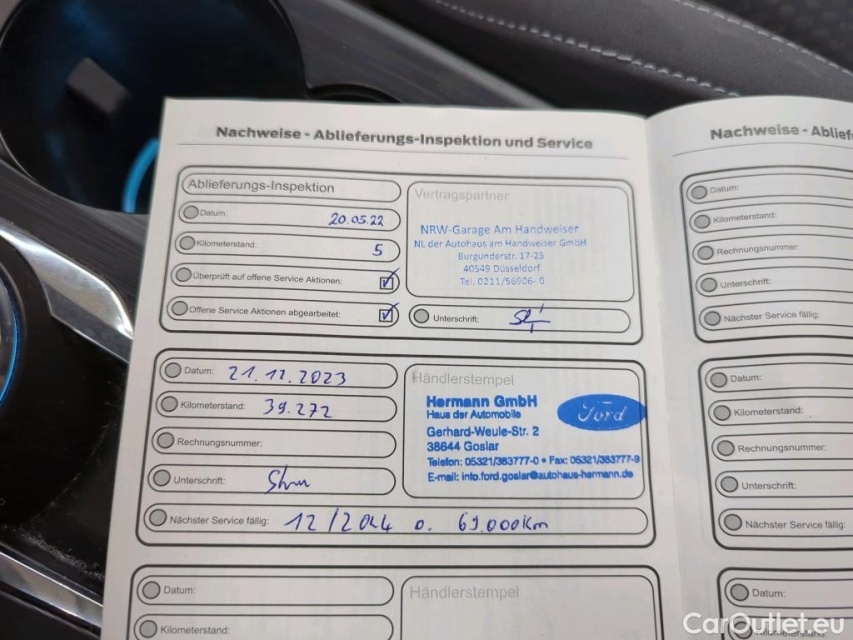 Nachweise - Ablieferungs-Inspektion und Service
Ablieferungs-Inspektion
Datum: 20.05.22
Kilometerstand: 5
Überprüft auf offene Service Aktionen:
Offene Service Aktionen abgearbeitet:
Vertragspartner
NRW-Garage Am Handweiser
NL der Autohaus am Handweiser GmbH
Burgunderstr. 17-25
40549 Düsseldorf
Tel. 0211/56906-0
Unterschrift:
Datum: 21.12.2023
Kilometerstand: 39.272
Rechnungsnummer:
Unterschrift:
Händlerstempel
Hermann GmbH
Haus der Automobile
Gerhard-Weule-Str. 2
38644 Goslar
Telefon: 05321/383777-0 • Fax: 05321/383777-9
E-mail: info.ford.goslar@autohaus-hermann.de
Ford
Nächster Service fällig: 12/2024 o. 69.000km
Datum:
Kilometerstand:
Händlerstempel
Nachweise - Ablief
Datum:
Kilometerstand:
Rechnungsnummer:
Unterschrift:
Nächster Service fällig:
Datum:
Kilometerstand:
Rechnungsnummer:
Unterschrift:
Nächster Service fällig:
Datum:
Kilometerstand:
CarOutlet.eu